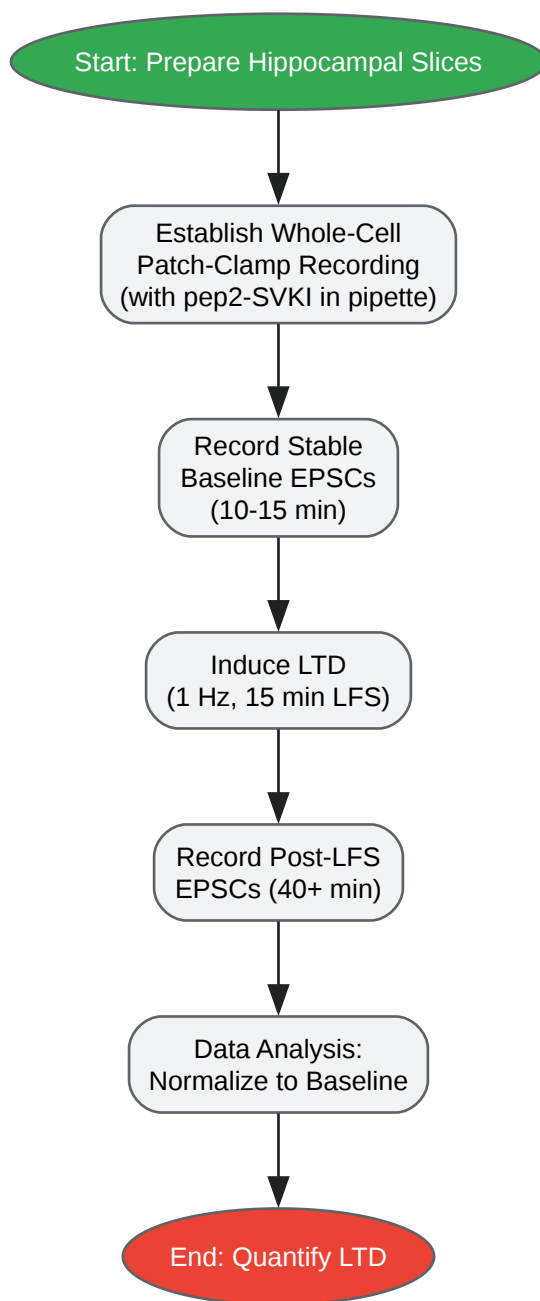 Start: Prepare Hippocampal Slices
Establish Whole-Cell
Patch-Clamp Recording
(with pep2-SVKI in pipette)
Record Stable
Baseline EPSCs
(10-15 min)
Induce LTD
(1 Hz, 15 min LFS)
Record Post-LFS
EPSCs (40+ min)
Data Analysis:
Normalize to Baseline
End: Quantify LTD